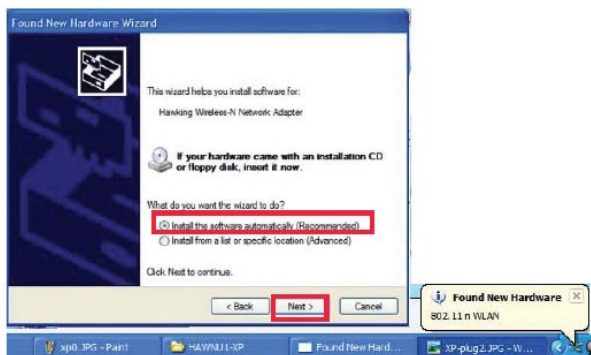 Found New Hardware Wizard
This wizard helps you install software for:
Hawking Wireless-N Network Adapter
If your hardware came with an installation CD
or floppy disk, insert it now.
What do you want the wizard to do?
Install the software automatically (Recommended)
Install from a list or specific location (Advanced)
Click Next to continue.
< Back
Next >
Cancel
Found New Hardware
802.11 n WLAN
xp0.JPG - Paint
HAWNU1-XP
Found New Hard...
XP-plug2.JPG - W...